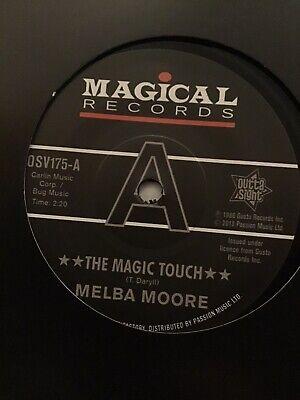 MAGICAL
RECORDS
OSV175-A
Carlin Music
Corp. /
Bug Music
Time: 2:20
A
outta
sight
℗ 1986 Gusto Records Inc
© 2013 Passion Music Ltd
Issued under
licence from Gusto
Records Inc.
★★THE MAGIC TOUCH★★
(T. Daryll)
MELBA MOORE
FACTORY, DISTRIBUTED BY PASSION MUSIC LTD